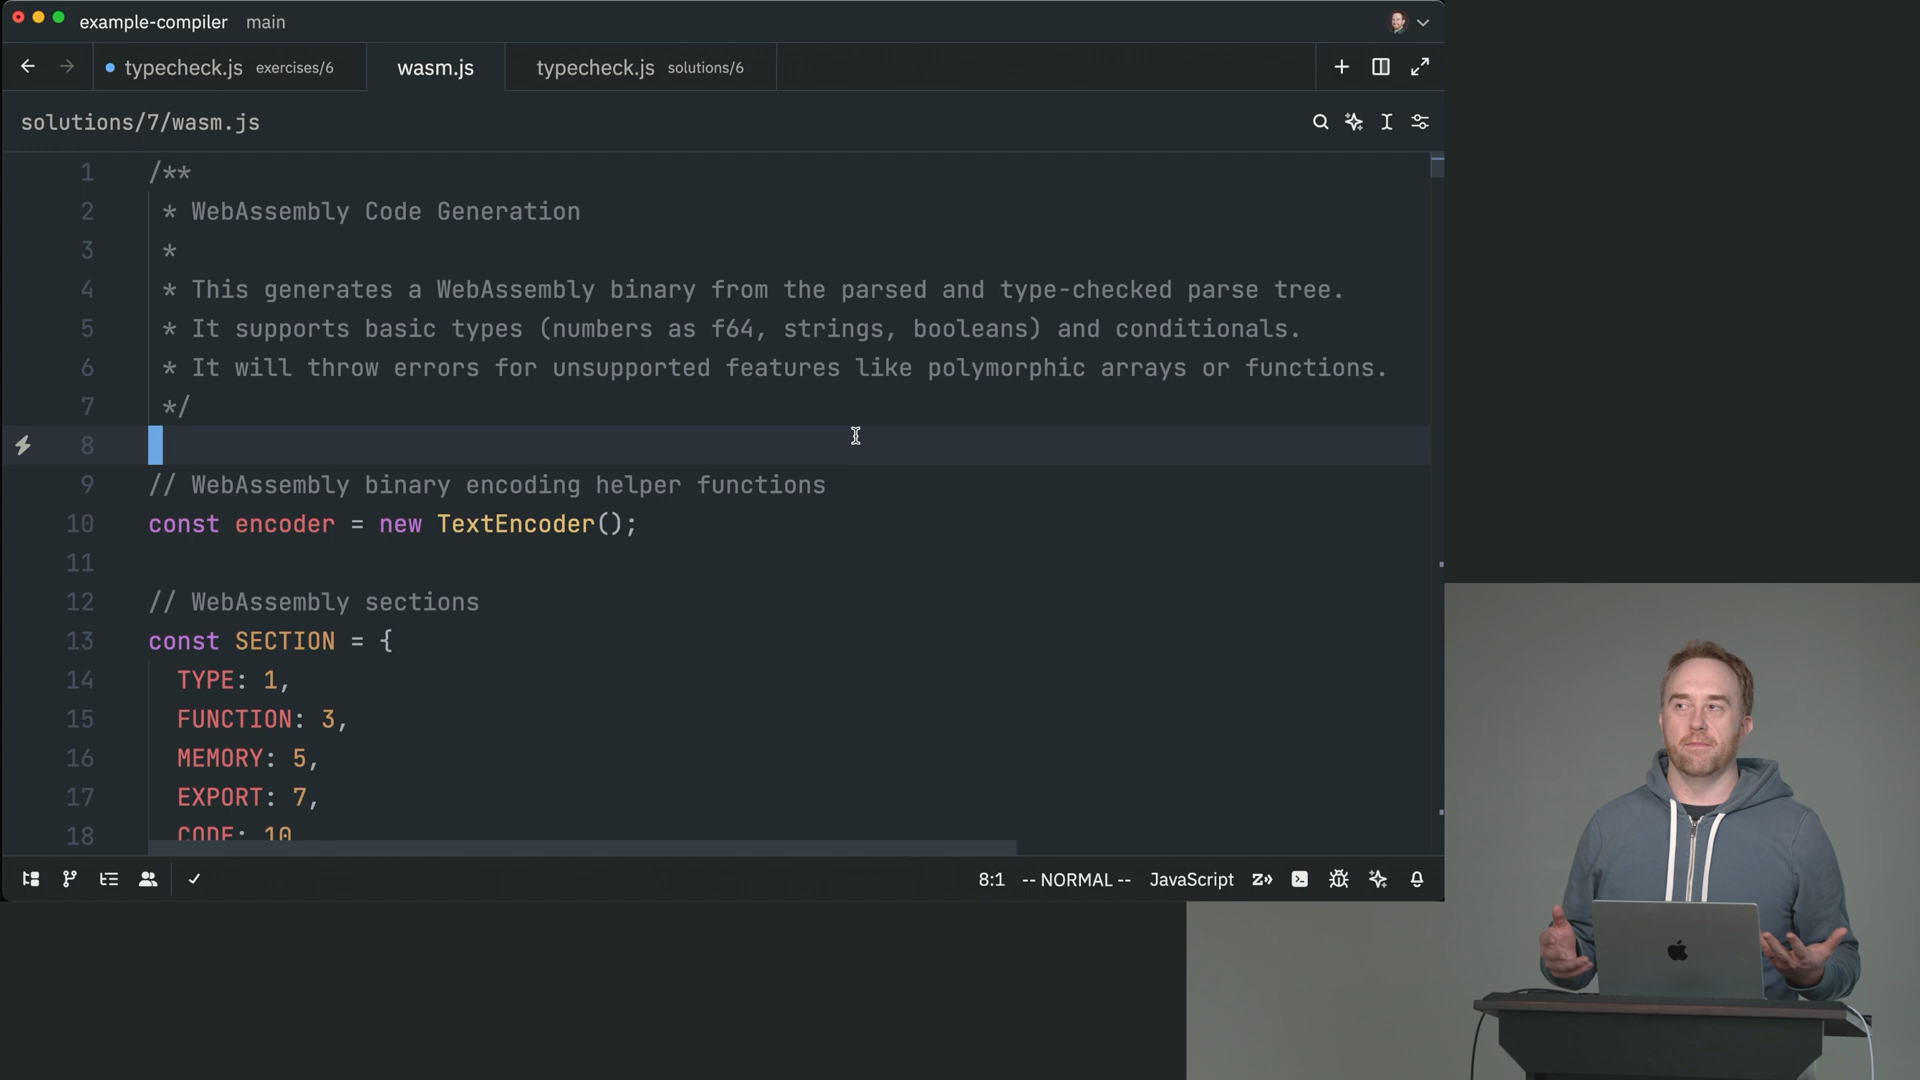 example-compiler main
typecheck.js exercises/6
wasm.js
typecheck.js solutions/6
solutions/7/wasm.js
1 /**
2 * WebAssembly Code Generation
3 *
4 * This generates a WebAssembly binary from the parsed and type-checked parse tree.
5 * It supports basic types (numbers as f64, strings, booleans) and conditionals.
6 * It will throw errors for unsupported features like polymorphic arrays or functions.
7 */
8
9 // WebAssembly binary encoding helper functions
10 const encoder = new TextEncoder();
11
12 // WebAssembly sections
13 const SECTION = {
14 TYPE: 1,
15 FUNCTION: 3,
16 MEMORY: 5,
17 EXPORT: 7,
18 CODE: 10
8:1 -- NORMAL -- JavaScript